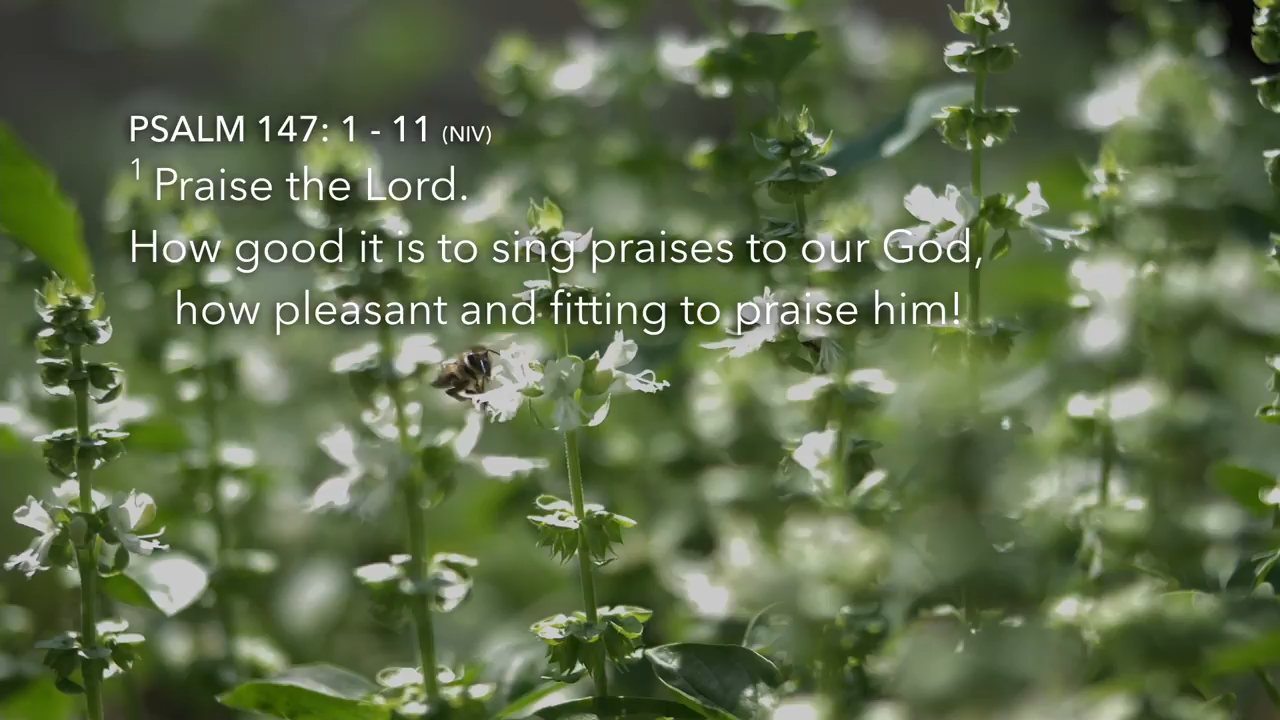 PSALM 147: 1 - 11 (NIV)
1 Praise the Lord.
How good it is to sing praises to our God,
how pleasant and fitting to praise him!